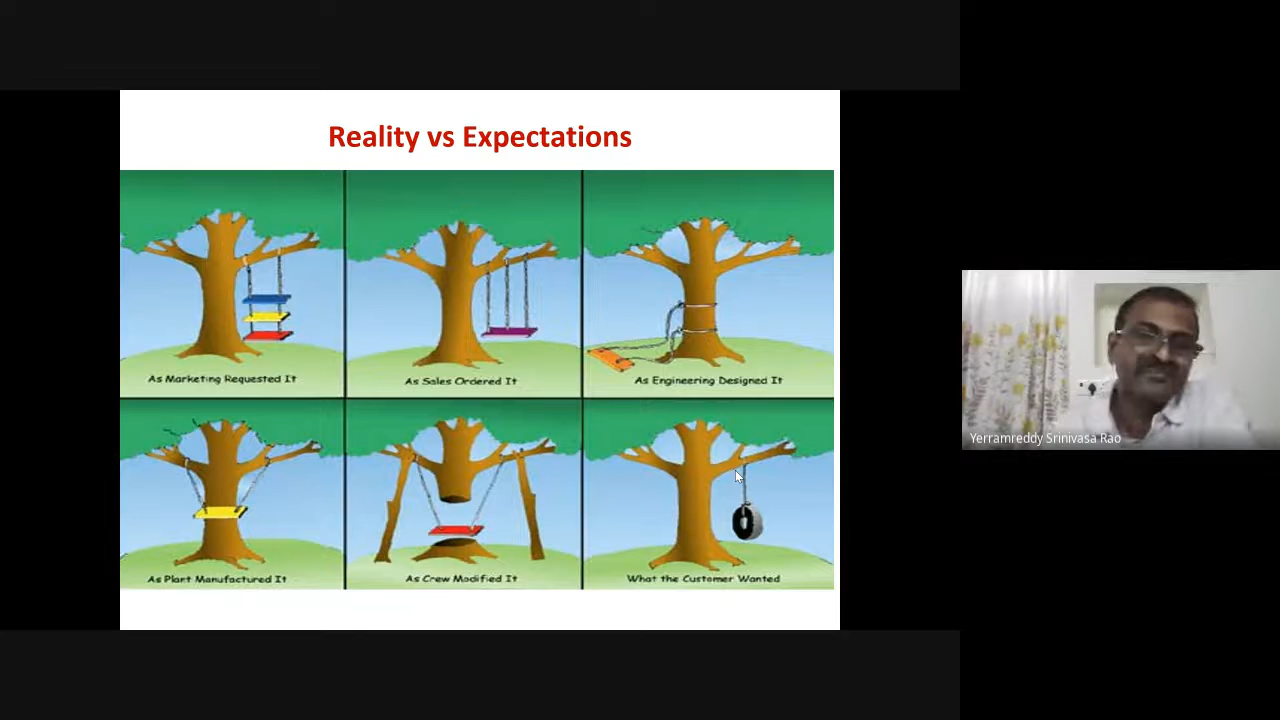 Reality vs Expectations
As Marketing Requested It
As Sales Ordered It
As Engineering Designed It
As Plant Manufactured It
As Crew Modified It
What the Customer Wanted
Yerramreddy Srinivasa Rao